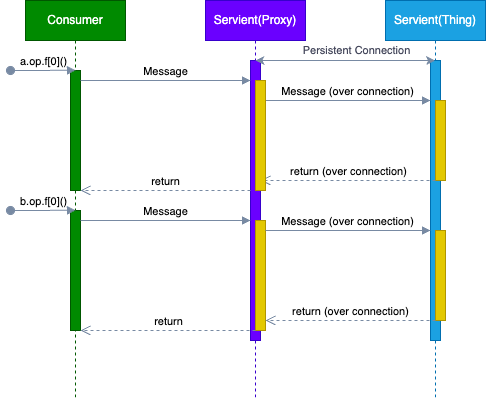 Consumer
Servient(Proxy)
Servient(Thing)
Persistent Connection
a.op.f[0]()
Message
Message (over connection)
return (over connection)
return
b.op.f[0]()
Message
Message (over connection)
return (over connection)
return